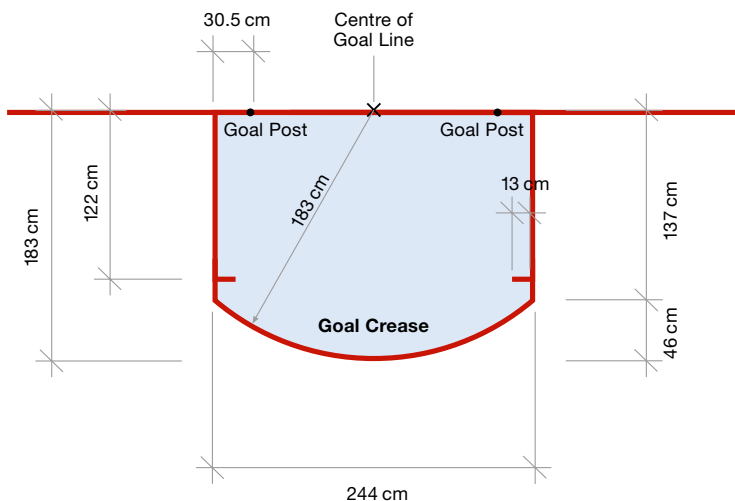 30.5 cm
Centre of
Goal Line
Goal Post
Goal Post
183 cm
13 cm
122 cm
183 cm
137 cm
Goal Crease
46 cm
244 cm